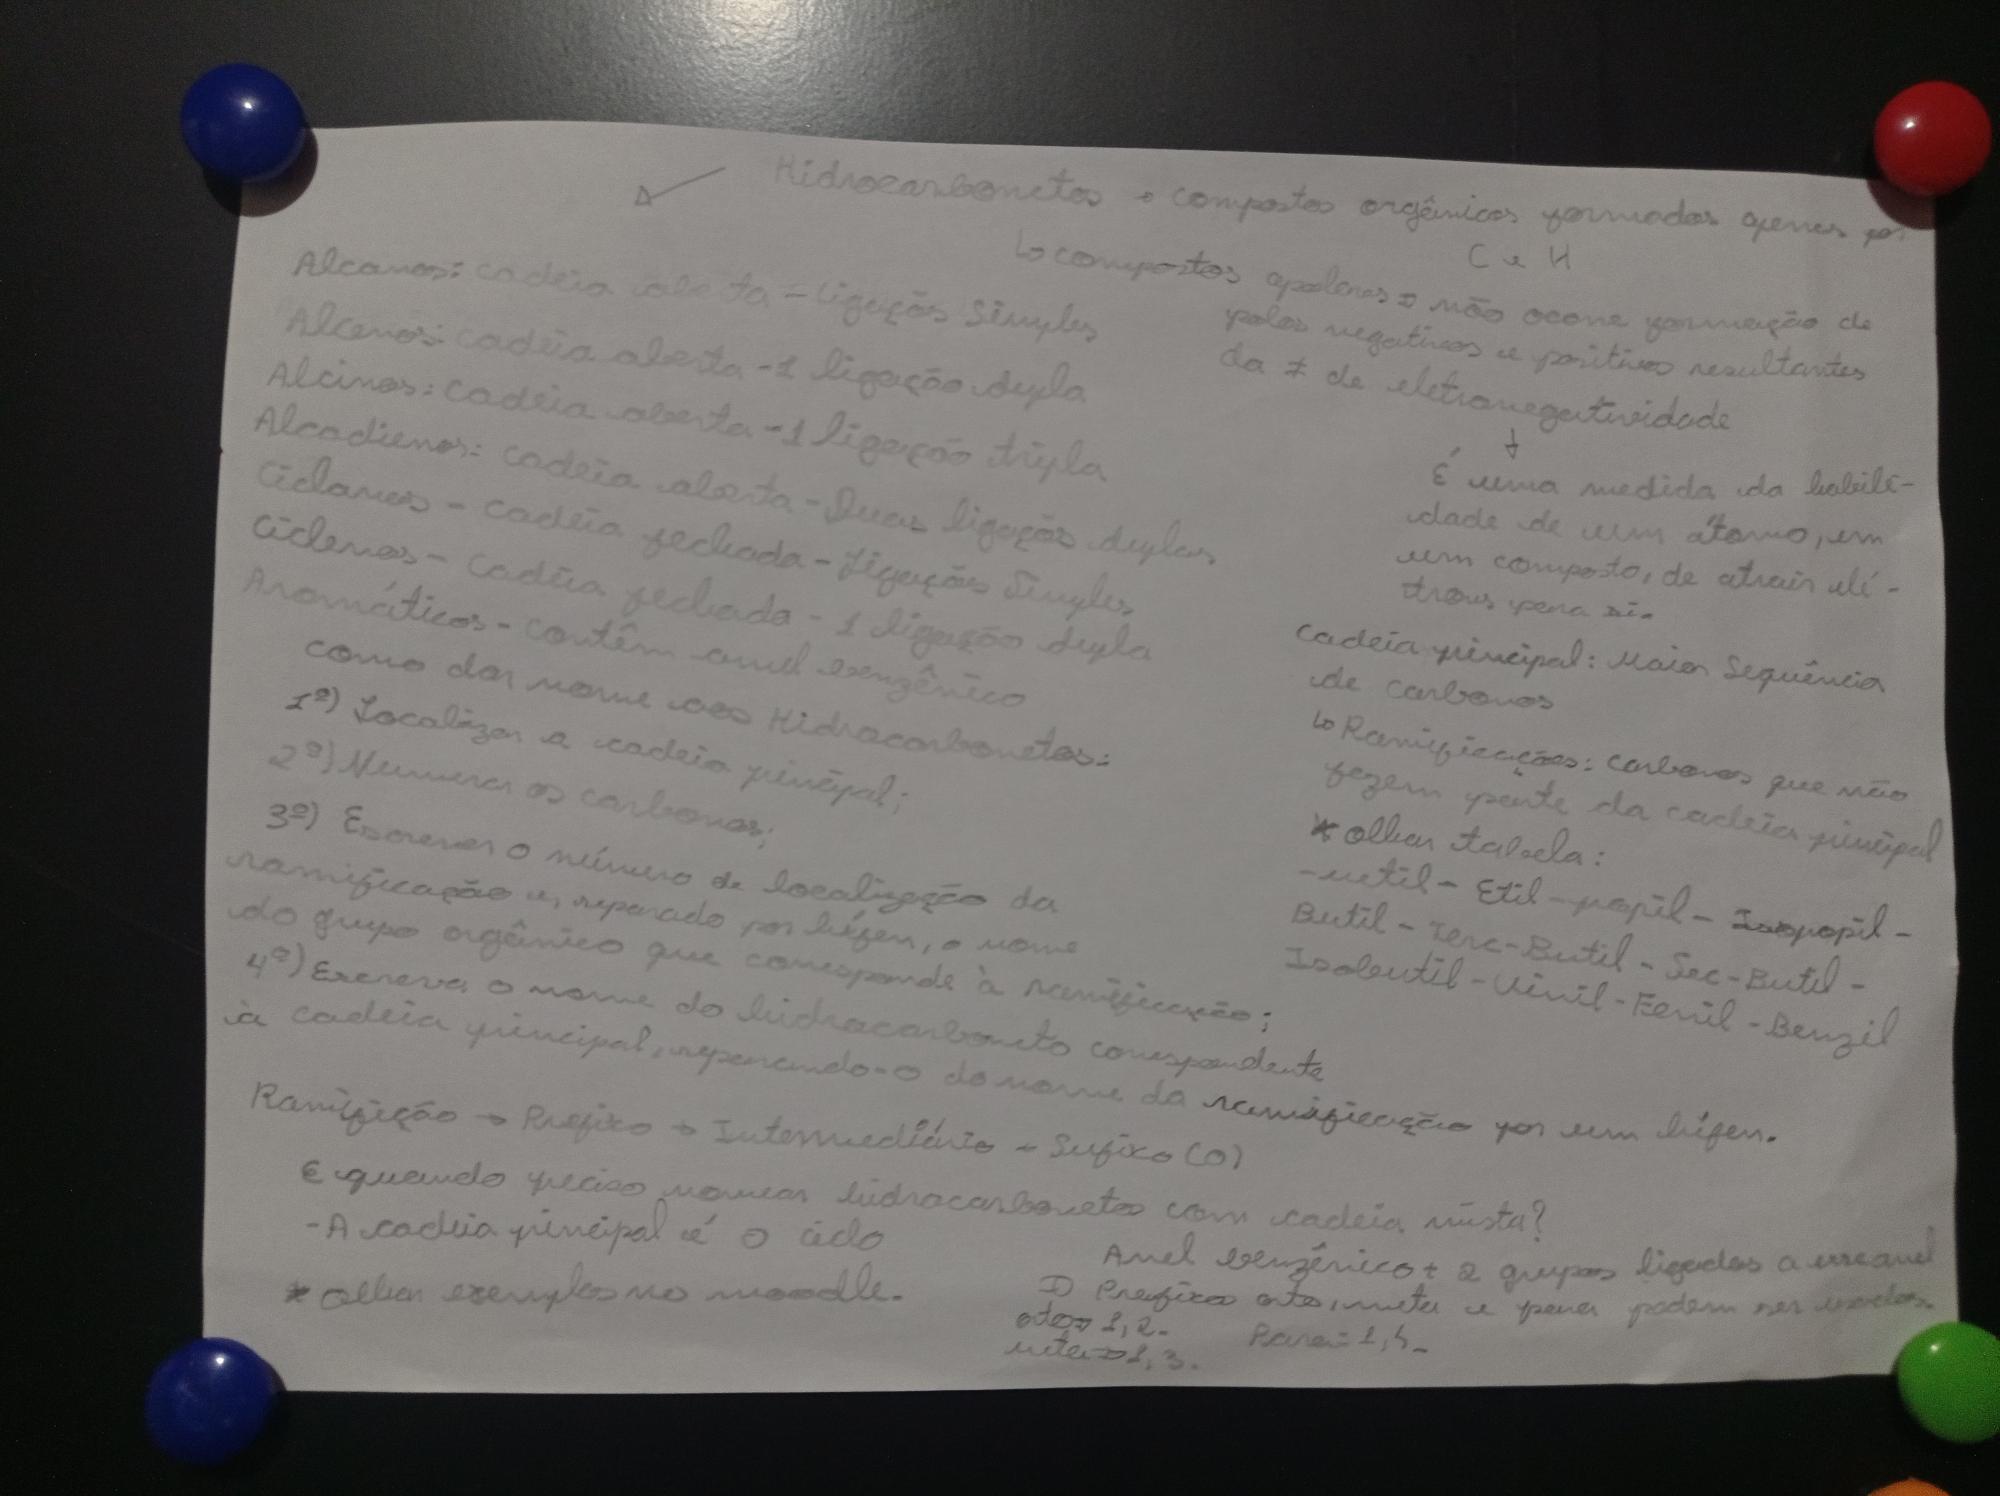 Hidrocarbonetos → compostos orgânicos formados apenas por
C e H
↳ compostos apolares ⇒ não ocorre formação de
polos negativos e positivos resultantes
da ≠ de eletronegatividade
↓
É uma medida da habili-
dade de um átomo, em
um composto, de atrair elé-
trons para si.
Alcanos: cadeia aberta - Ligações Simples
Alcenos: cadeia aberta - 1 ligação dupla
Alcinos: cadeia aberta - 1 ligação tripla
Alcadienos: cadeia aberta - Duas ligações duplas
Ciclanos - cadeia fechada - Ligações Simples
Ciclenos - cadeia fechada - 1 ligação dupla
Aromáticos - contêm anel benzênico
como dar nome aos Hidrocarbonetos:
1º) Localizar a cadeia principal;
2º) Numerar os carbonos;
3º) Escrever o número de localização da
ramificação e, separado por hífen, o nome
do grupo orgânico que corresponde à ramificação;
4º) Escreva o nome do hidrocarboneto correspondente
à cadeia principal, separando-o do nome da ramificação por um hífen.
cadeia principal: Maior Sequência
de carbonos
↳ Ramificações: carbonos que não
fazem parte da cadeia principal
* olhar tabela:
- metil - Etil - propil - Isopropil -
Butil - Terc-Butil - Sec-Butil -
Isobutil - Vinil - Fenil - Benzil
Ramifição → Prefixo → Intermediário - Sufixo (O)
E quando preciso nomear hidrocarbonetos com cadeia mista?
- A cadeia principal é o ciclo
* olhar exemplos no moodle.
Anel benzênico + 2 grupos ligados a esse anel
Prefixos orto, meta e para podem ser usados.
orto ⇒ 1,2.
Para = 1,4.
meta ⇒ 1,3.